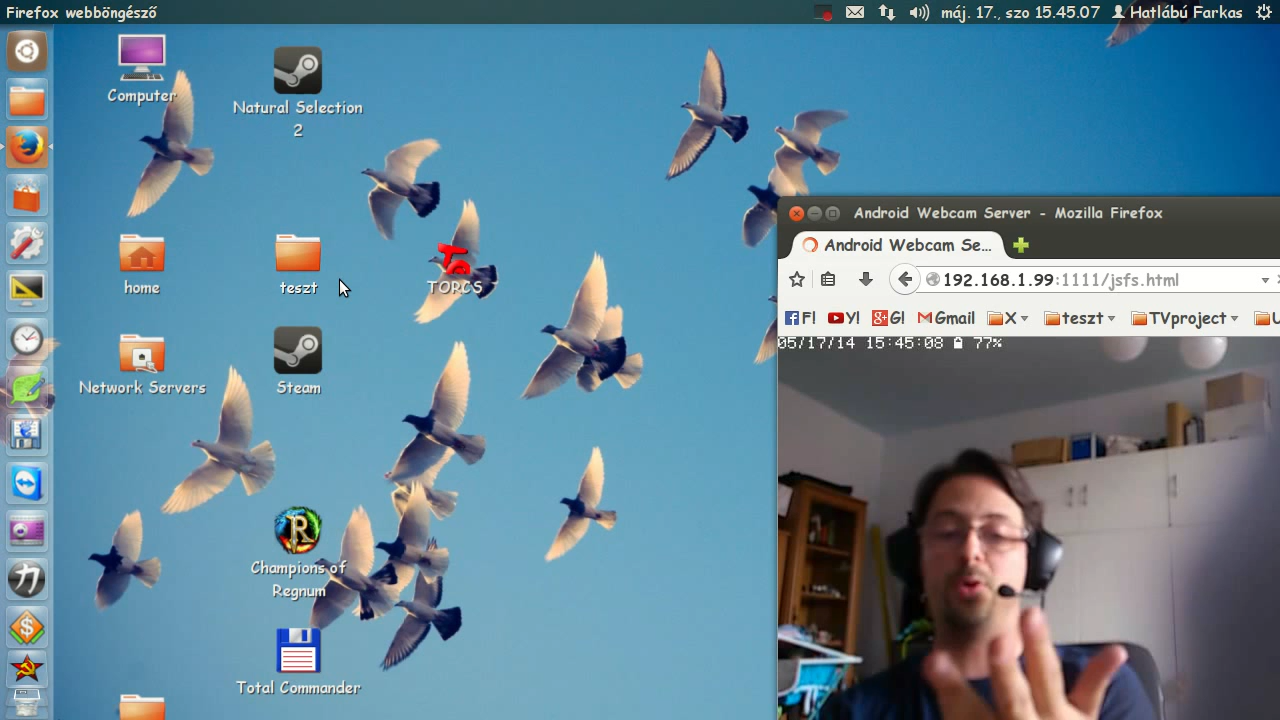 Firefox webböngésző
máj. 17., szo 15.45.07
Hatlábú Farkas
Computer
Natural Selection
2
home
teszt
TORCS
Network Servers
Steam
Champions of
Regnum
Total Commander
Android Webcam Server - Mozilla Firefox
Android Webcam Se...
192.168.1.99:1111/jsfs.html
F! Y! G! Gmail X teszt TVproject U
05/17/14 15:45:08 77%